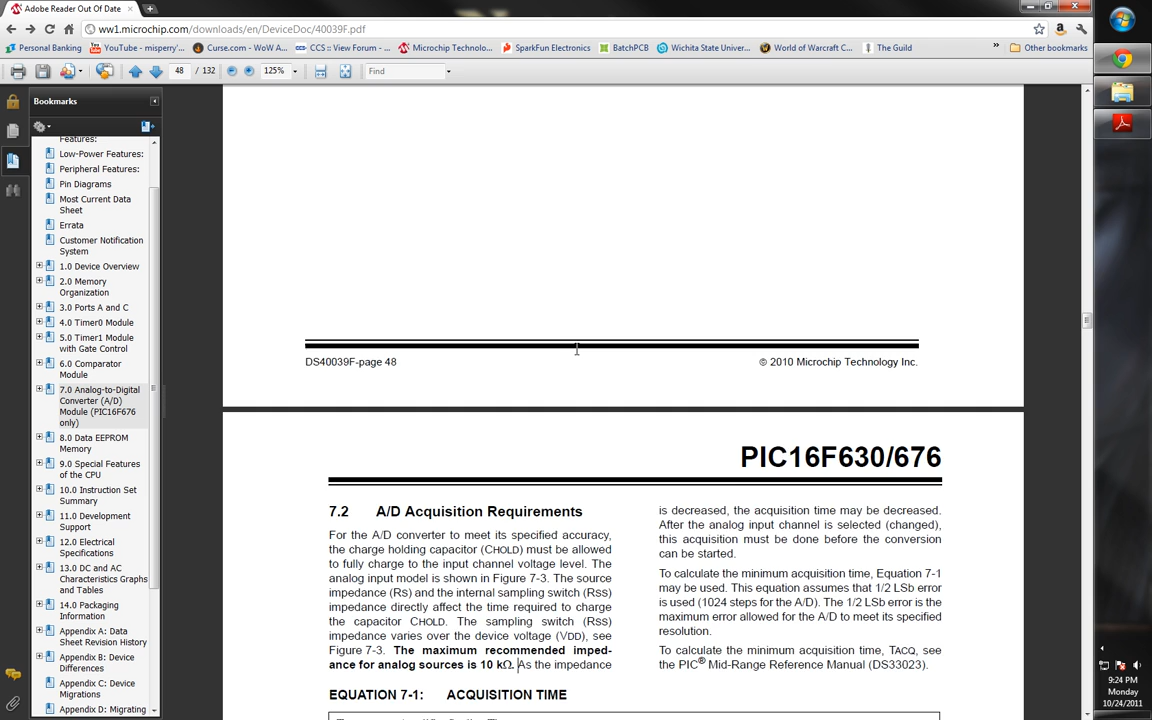 Adobe Reader Out Of Date
ww1.microchip.com/downloads/en/DeviceDoc/40039F.pdf
Personal Banking YouTube - misperry'... Curse.com - WoW A... CCS :: View Forum - ... Microchip Technolo... SparkFun Electronics BatchPCB Wichita State Univer... World of Warcraft C... The Guild » Other bookmarks
48 / 132 125% Find
Bookmarks
Features:
Low-Power Features:
Peripheral Features:
Pin Diagrams
Most Current Data
Sheet
Errata
Customer Notification
System
1.0 Device Overview
2.0 Memory
Organization
3.0 Ports A and C
4.0 Timer0 Module
5.0 Timer1 Module
with Gate Control
6.0 Comparator
Module
7.0 Analog-to-Digital
Converter (A/D)
Module (PIC16F676
only)
8.0 Data EEPROM
Memory
9.0 Special Features
of the CPU
10.0 Instruction Set
Summary
11.0 Development
Support
12.0 Electrical
Specifications
13.0 DC and AC
Characteristics Graphs
and Tables
14.0 Packaging
Information
Appendix A: Data
Sheet Revision History
Appendix B: Device
Differences
Appendix C: Device
Migrations
Appendix D: Migrating
DS40039F-page 48
© 2010 Microchip Technology Inc.
PIC16F630/676
7.2 A/D Acquisition Requirements
For the A/D converter to meet its specified accuracy,
the charge holding capacitor (CHOLD) must be allowed
to fully charge to the input channel voltage level. The
analog input model is shown in Figure 7-3. The source
impedance (RS) and the internal sampling switch (RSS)
impedance directly affect the time required to charge
the capacitor CHOLD. The sampling switch (RSS)
impedance varies over the device voltage (VDD), see
Figure 7-3. The maximum recommended imped-
ance for analog sources is 10 kΩ. As the impedance
is decreased, the acquisition time may be decreased.
After the analog input channel is selected (changed),
this acquisition must be done before the conversion
can be started.
To calculate the minimum acquisition time, Equation 7-1
may be used. This equation assumes that 1/2 LSb error
is used (1024 steps for the A/D). The 1/2 LSb error is the
maximum error allowed for the A/D to meet its specified
resolution.
To calculate the minimum acquisition time, TACQ, see
the PIC® Mid-Range Reference Manual (DS33023).
EQUATION 7-1: ACQUISITION TIME
9:24 PM
Monday
10/24/2011